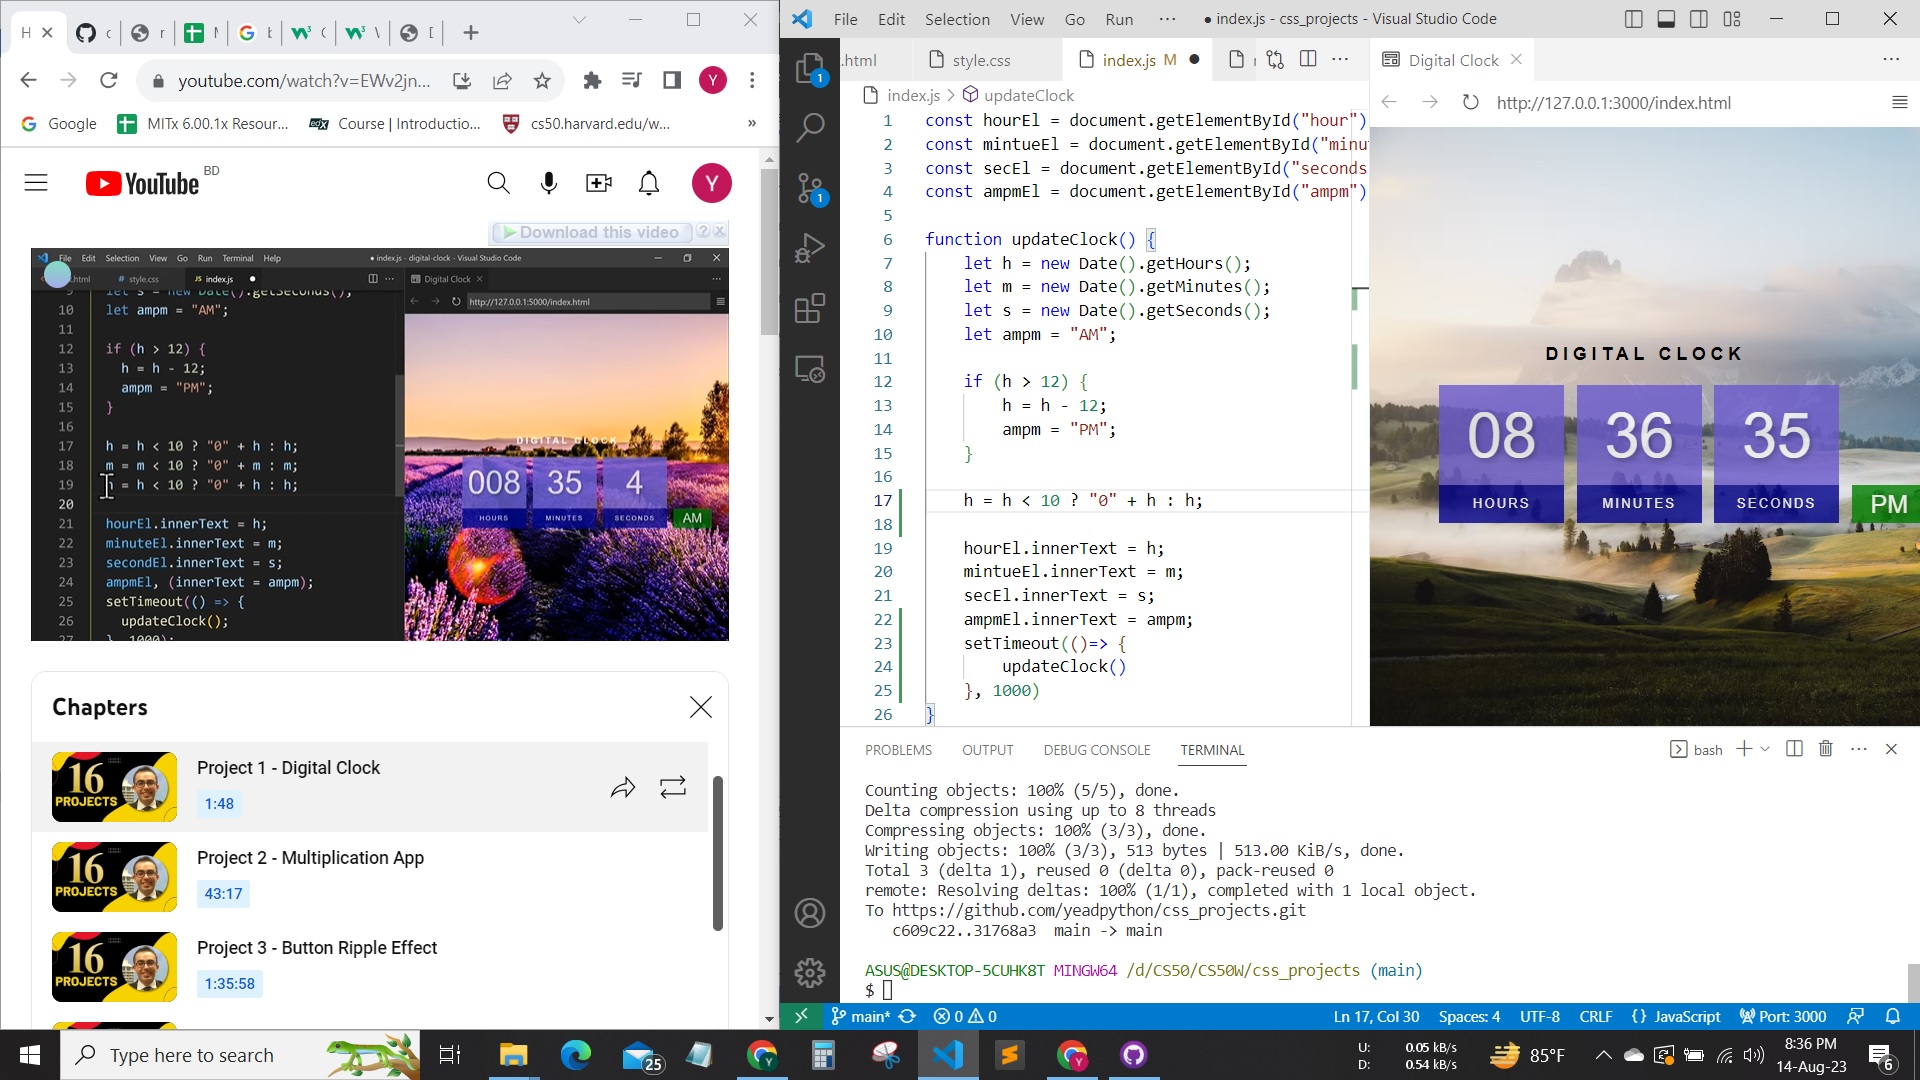 H
youtube.com/watch?v=EWv2jn...
Y
Google
MITx 6.00.1x Resour...
Course | Introductio...
cs50.harvard.edu/w...
»
YouTube BD
Y
Download this video
File Edit Selection View Go Run Terminal Help
● index.js - digital-clock - Visual Studio Code
style.css
index.js
Digital Clock
http://127.0.0.1:5000/index.html
10 let ampm = "AM";
11
12 if (h > 12) {
13 h = h - 12;
14 ampm = "PM";
15 }
16
17 h = h < 10 ? "0" + h : h;
18 m = m < 10 ? "0" + m : m;
19 h = h < 10 ? "0" + h : h;
20
21 hourEl.innerText = h;
22 minuteEl.innerText = m;
23 secondEl.innerText = s;
24 ampmEl, (innerText = ampm);
25 setTimeout(() => {
26 updateClock();
27 }, 1000);
DIGITAL CLOCK
008 35 4
HOURS MINUTES SECONDS
AM
Chapters
Project 1 - Digital Clock
1:48
Project 2 - Multiplication App
43:17
Project 3 - Button Ripple Effect
1:35:58
16 PROJECTS
16 PROJECTS
16 PROJECTS
File Edit Selection View Go Run ···
● index.js - css_projects - Visual Studio Code
.html
style.css
index.js M
Digital Clock
index.js > updateClock
http://127.0.0.1:3000/index.html
1 const hourEl = document.getElementById("hour")
2 const mintueEl = document.getElementById("minu
3 const secEl = document.getElementById("seconds
4 const ampmEl = document.getElementById("ampm")
5
6 function updateClock() {
7 let h = new Date().getHours();
8 let m = new Date().getMinutes();
9 let s = new Date().getSeconds();
10 let ampm = "AM";
11
12 if (h > 12) {
13 h = h - 12;
14 ampm = "PM";
15 }
16
17 h = h < 10 ? "0" + h : h;
18
19 hourEl.innerText = h;
20 mintueEl.innerText = m;
21 secEl.innerText = s;
22 ampmEl.innerText = ampm;
23 setTimeout(()=> {
24 updateClock()
25 }, 1000)
26 }
DIGITAL CLOCK
08 36 35
HOURS MINUTES SECONDS
PM
PROBLEMS OUTPUT DEBUG CONSOLE TERMINAL
bash
Counting objects: 100% (5/5), done.
Delta compression using up to 8 threads
Compressing objects: 100% (3/3), done.
Writing objects: 100% (3/3), 513 bytes | 513.00 KiB/s, done.
Total 3 (delta 1), reused 0 (delta 0), pack-reused 0
remote: Resolving deltas: 100% (1/1), completed with 1 local object.
To https://github.com/yeadpython/css_projects.git
c609c22..31768a3 main -> main
ASUS@DESKTOP-5CUHK8T MINGW64 /d/CS50/CS50W/css_projects (main)
$
1
1
main*
0 0
Ln 17, Col 30
Spaces: 4
UTF-8
CRLF
{} JavaScript
Port: 3000
Type here to search
25
U: 0.05 kB/s
D: 0.54 kB/s
85°F
8:36 PM
14-Aug-23
6